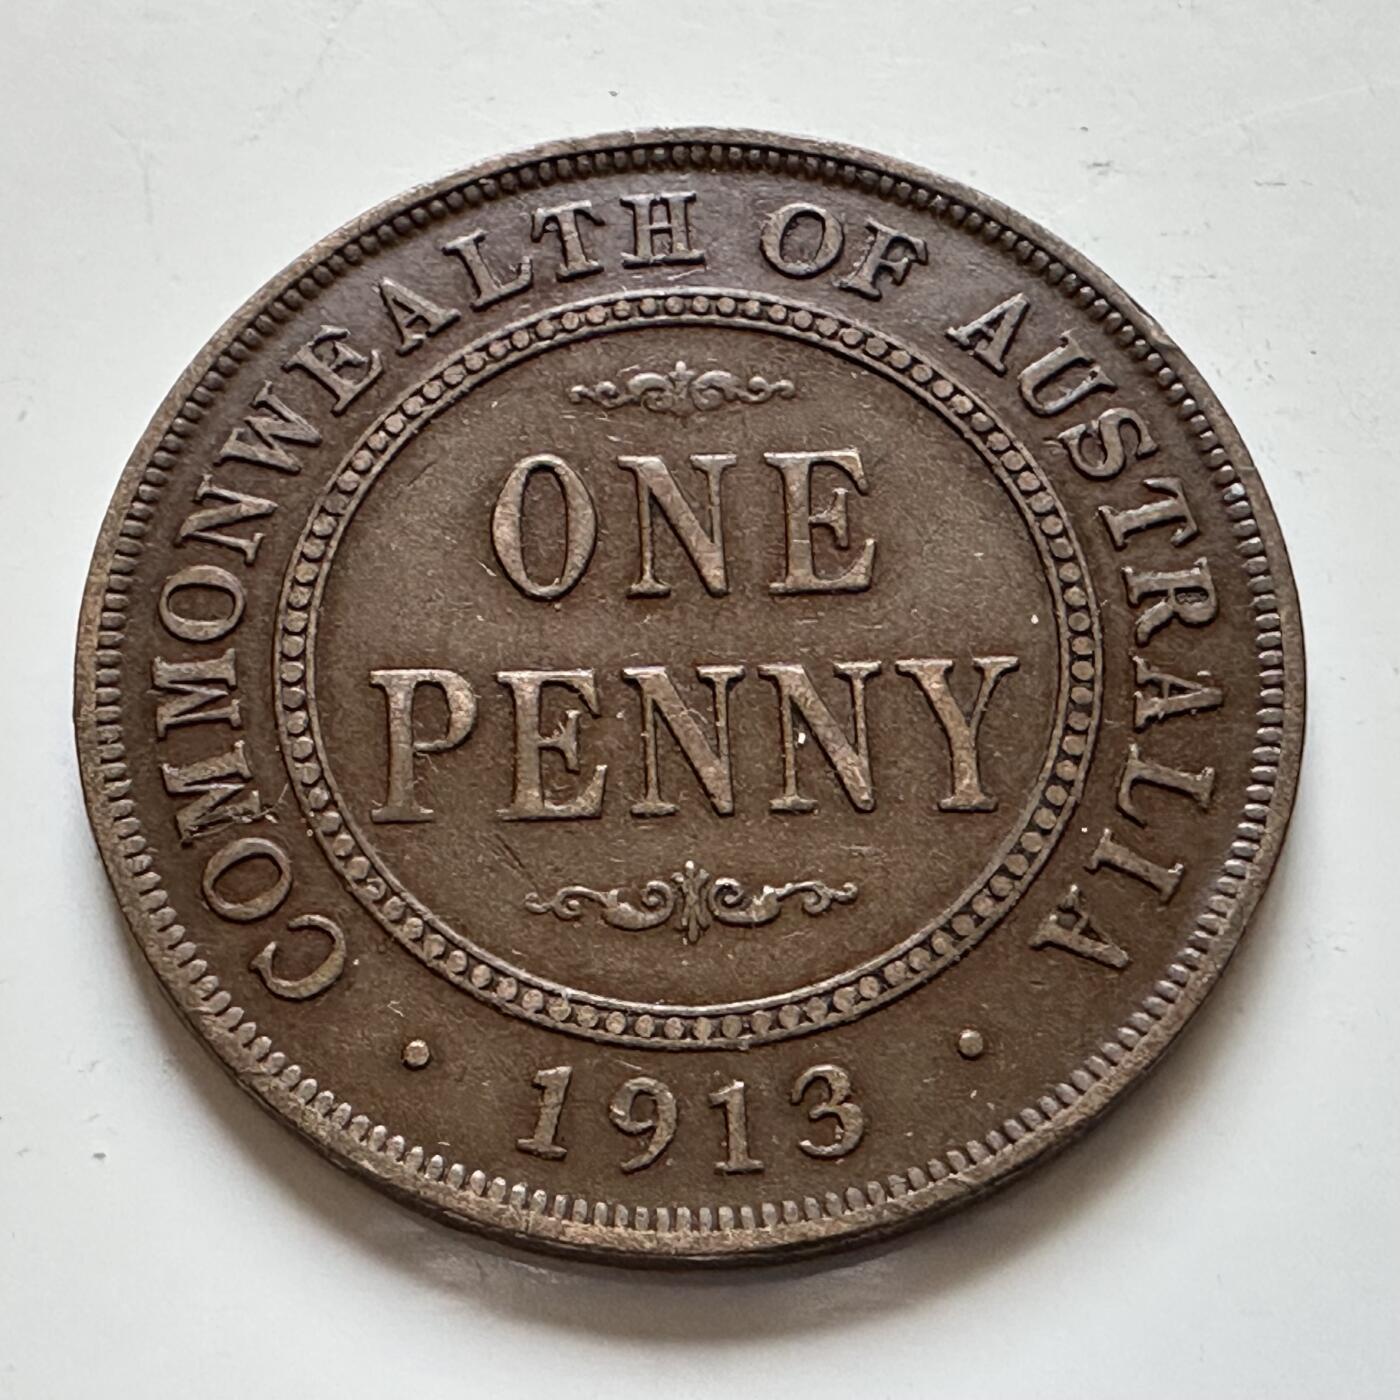 COMMONWEALTH OF AUSTRALIA
ONE
PENNY
· 1913 ·